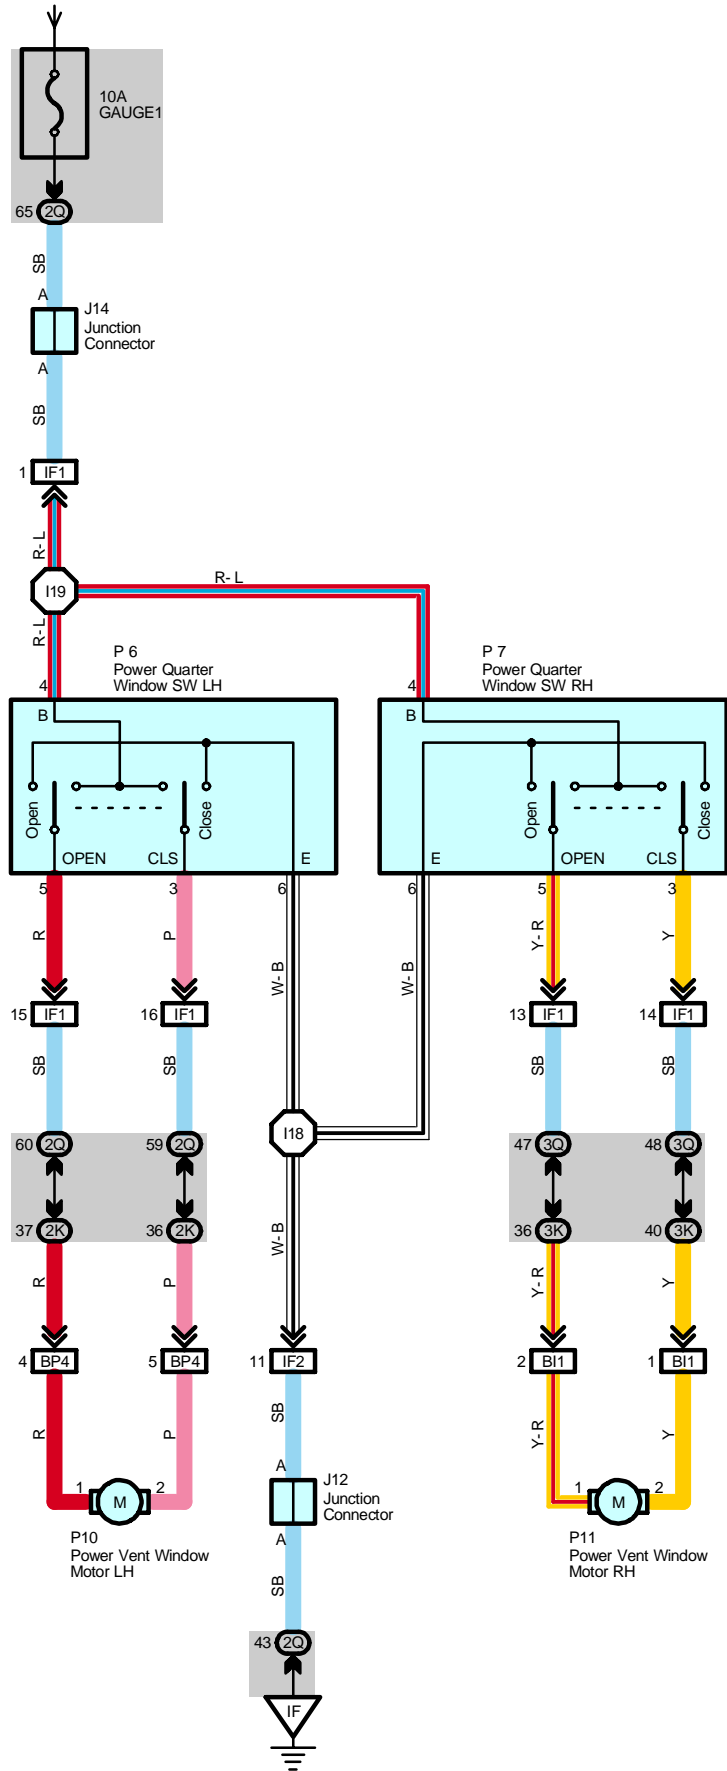 10A
GAUGE1
65 2Q
SB
A
J14
Junction
Connector
A
SB
1 IF1
R-L
I19
R-L
R-L
P 6
Power Quarter
Window SW LH
P 7
Power Quarter
Window SW RH
4
4
B
B
Open
Close
Open
Close
OPEN CLS E
E OPEN CLS
5 3 6
6 5 3
R P W-B
W-B Y-R Y
15 IF1
16 IF1
13 IF1
14 IF1
SB SB
SB SB
60 2Q
59 2Q
I18
47 3Q
48 3Q
37 2K
36 2K
36 3K
40 3K
R P W-B
Y-R Y
4 BP4
5 BP4
11 IF2
2 BI1
1 BI1
R P SB
Y-R Y
A
1 M 2
J12
Junction
Connector
1 M 2
P10
Power Vent Window
Motor LH
A
P11
Power Vent Window
Motor RH
SB
43 2Q
IF